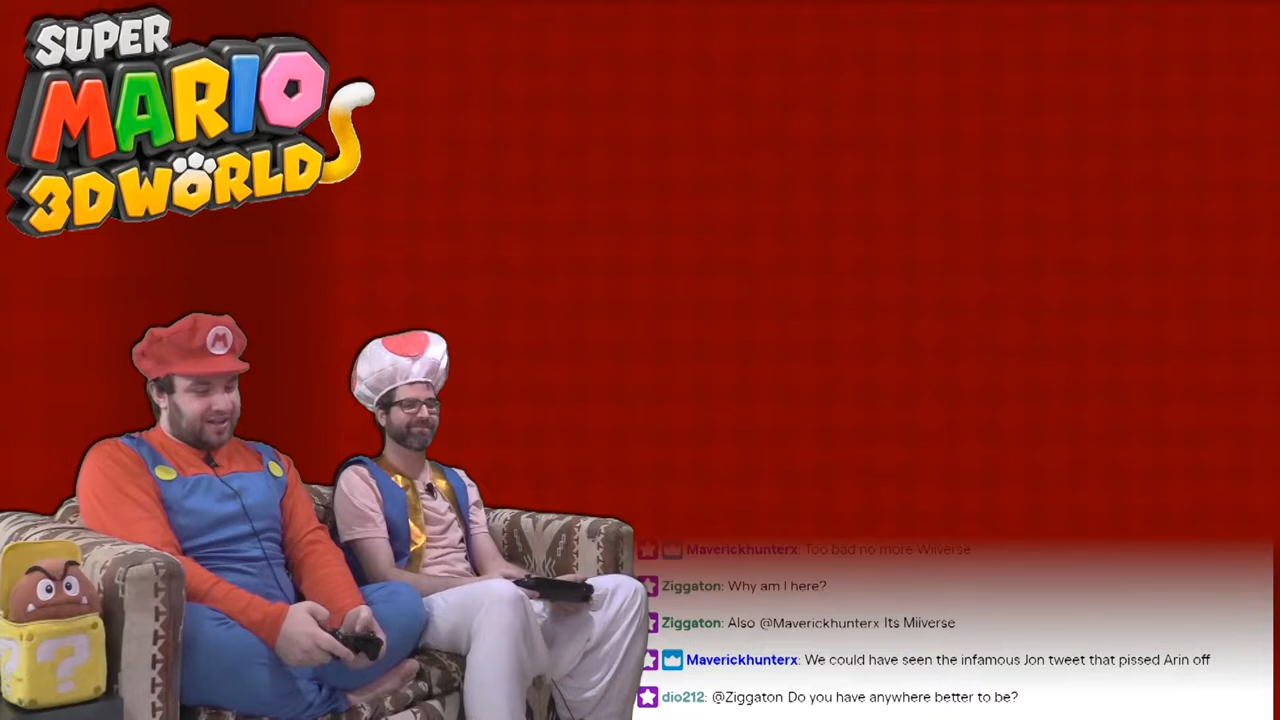 SUPER
MARIO
3D WORLD
M
?
Maverickhunterx: Too bad no more Wiiverse
Ziggaton: Why am I here?
Ziggaton: Also @Maverickhunterx Its Miiverse
Maverickhunterx: We could have seen the infamous Jon tweet that pissed Arin off
dio212: @Ziggaton Do you have anywhere better to be?